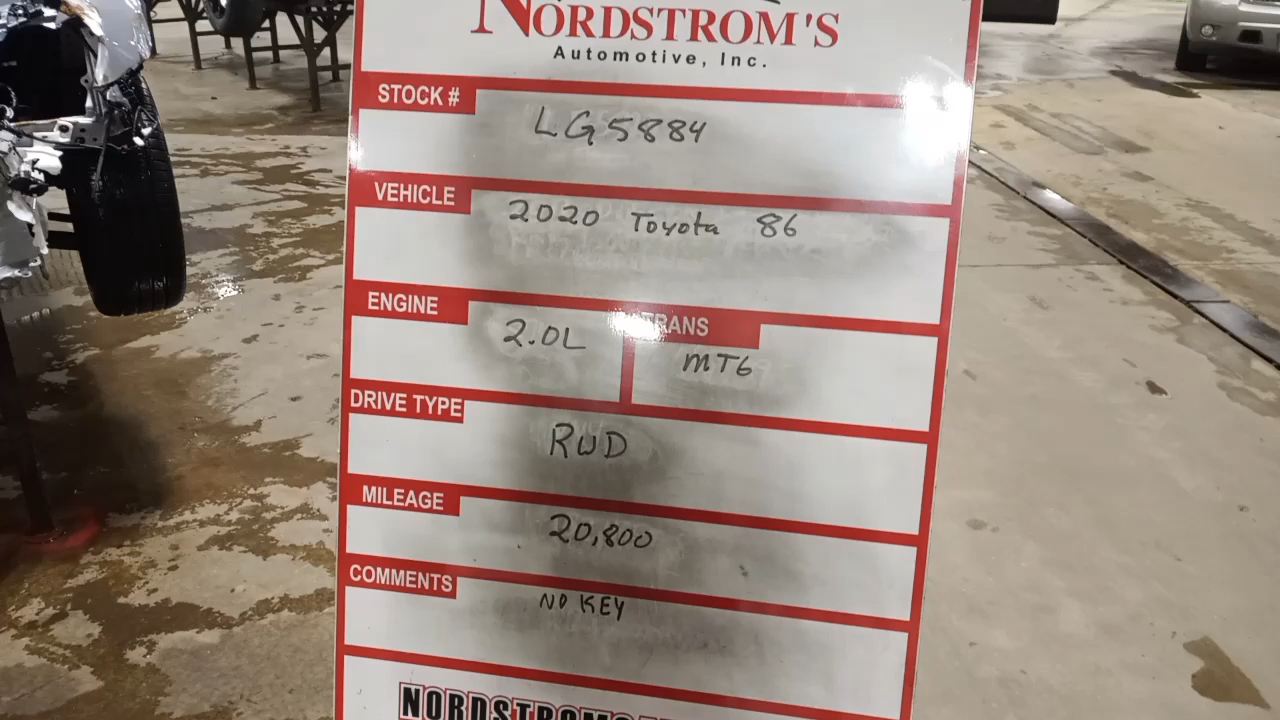 NORDSTROM'S
Automotive, Inc.
STOCK #
LG5884
VEHICLE
2020 Toyota 86
ENGINE
2.0L
TRANS
MT6
DRIVE TYPE
RWD
MILEAGE
20,800
COMMENTS
NO KEY